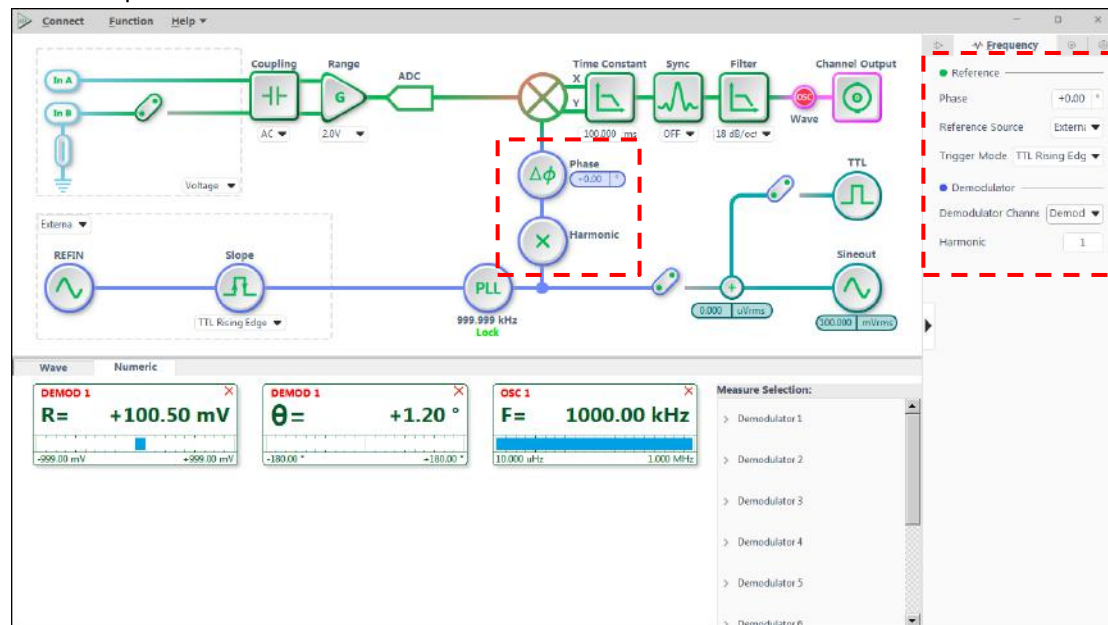 Connect Function Help
Frequency
In A
In B
Coupling
AC
Range
G
2.0V
ADC
X
Y
Time Constant
100.000 ms
Sync
OFF
Filter
18 dB/oct
OSC
Wave
Channel Output
Voltage
Δϕ
Phase
+0.00 °
Harmonic
TTL
Externa
REFIN
Slope
TTL Rising Edge
PLL
999.999 kHz
Lock
0.000 uVrms
Sineout
100.000 mVrms
Reference
Phase +0.00 °
Reference Source Externa
Trigger Mode TTL Rising Edg
Demodulator
Demodulator Channe Demod
Harmonic 1
Wave Numeric
DEMOD 1
R= +100.50 mV
-999.00 mV +999.00 mV
DEMOD 1
θ= +1.20 °
-180.00 ° +180.00 °
OSC 1
F= 1000.00 kHz
10.000 uHz 1.000 MHz
Measure Selection:
Demodulator 1
Demodulator 2
Demodulator 3
Demodulator 4
Demodulator 5
Demodulator 6